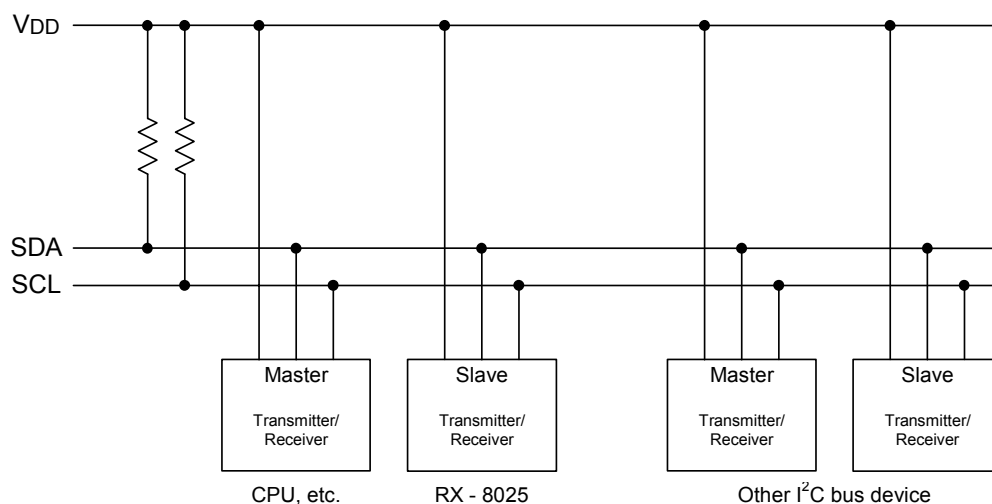 VDD
SDA
SCL
Master
Transmitter/
Receiver
Slave
Transmitter/
Receiver
Master
Transmitter/
Receiver
Slave
Transmitter/
Receiver
CPU, etc.
RX - 8025
Other I²C bus device